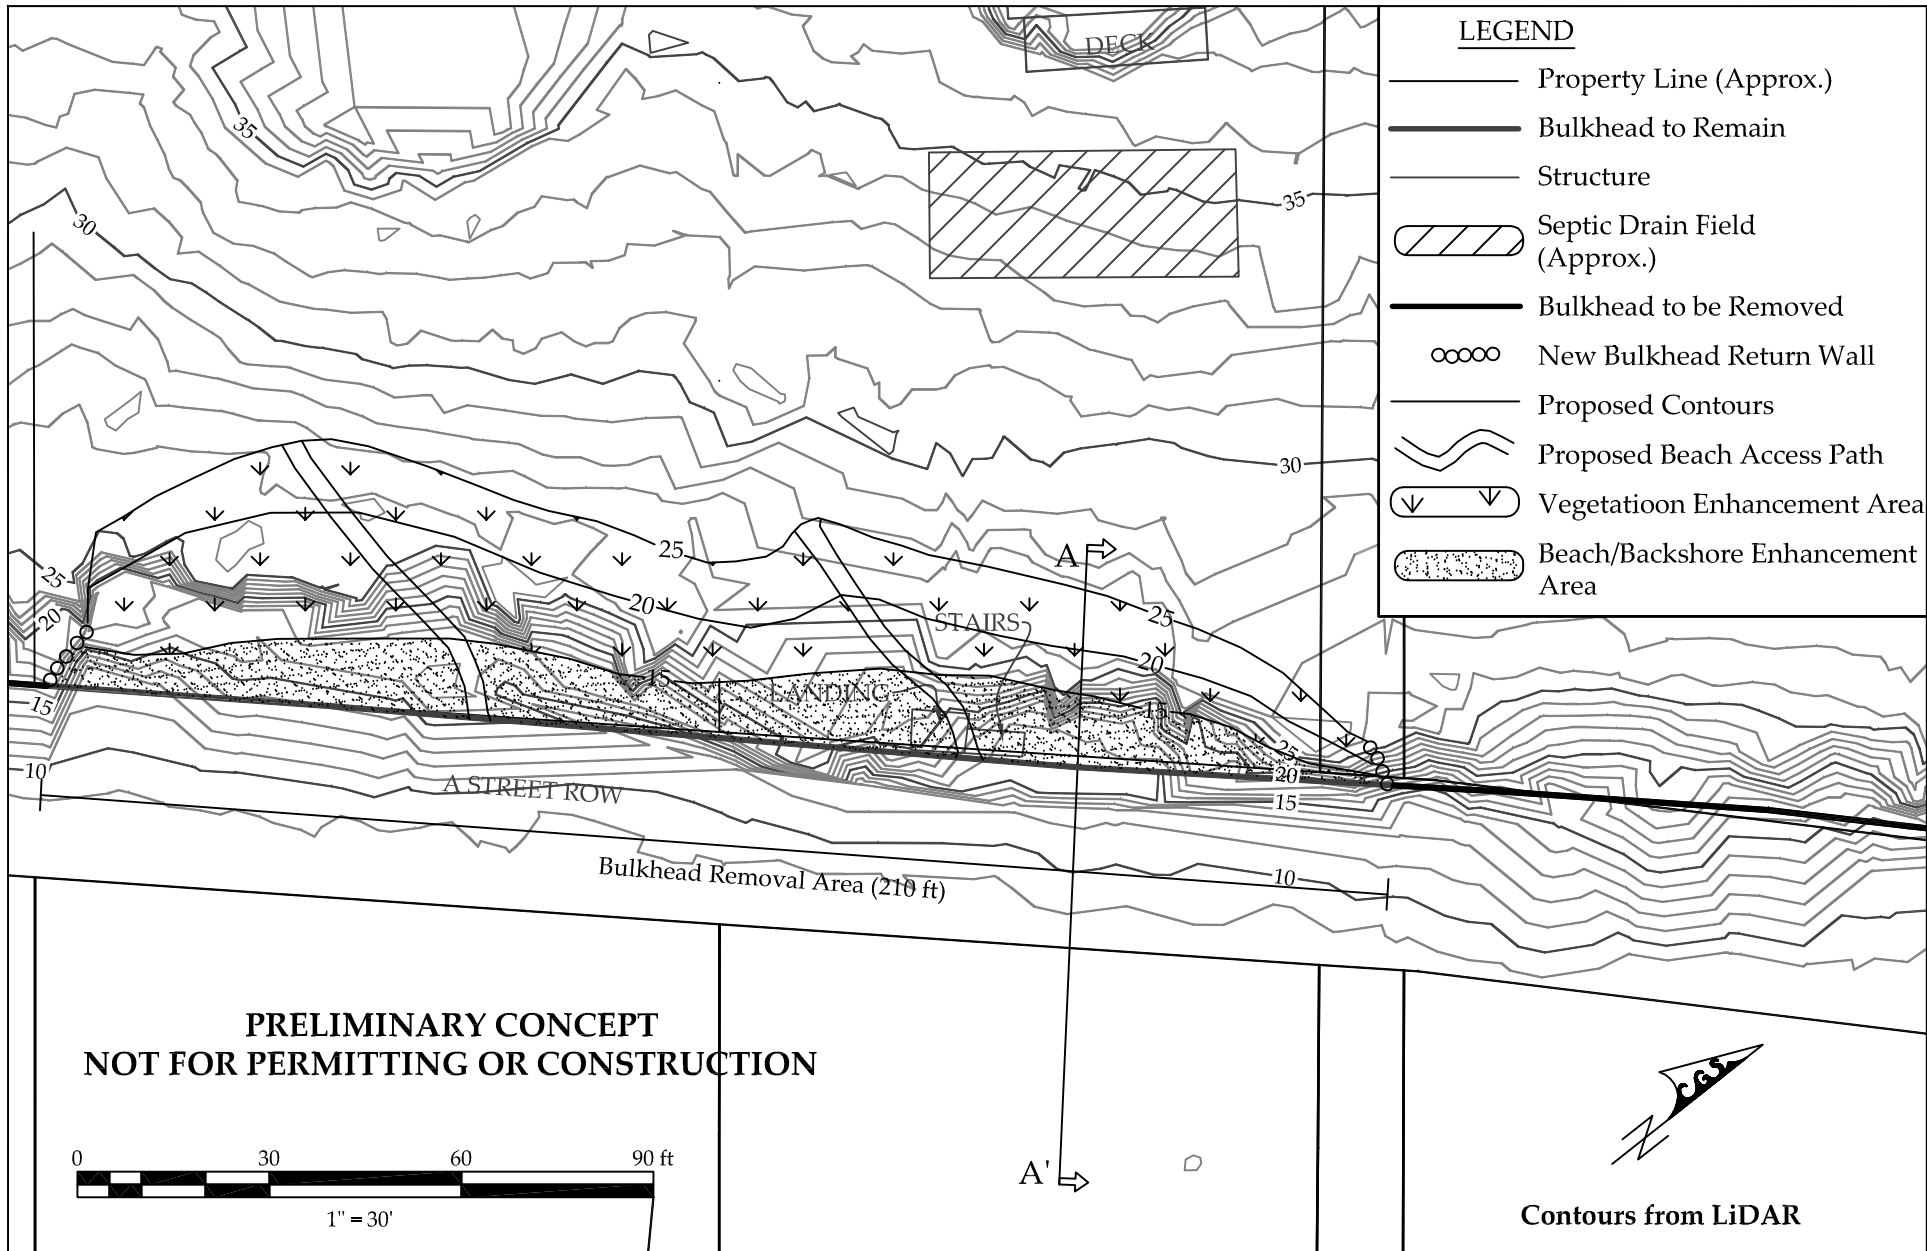 DECK
35
30
35
30
25
20
15
10
25
20
15
A
STAIRS
25
20
LANDING
15
25
20
15
A STREET ROW
10
Bulkhead Removal Area (210 ft)
A'
LEGEND
Property Line (Approx.)
Bulkhead to Remain
Structure
Septic Drain Field
(Approx.)
Bulkhead to be Removed
New Bulkhead Return Wall
Proposed Contours
Proposed Beach Access Path
Vegetatioon Enhancement Area
Beach/Backshore Enhancement
Area
PRELIMINARY CONCEPT
NOT FOR PERMITTING OR CONSTRUCTION
0 30 60 90 ft
1" = 30'
CGS
Contours from LiDAR